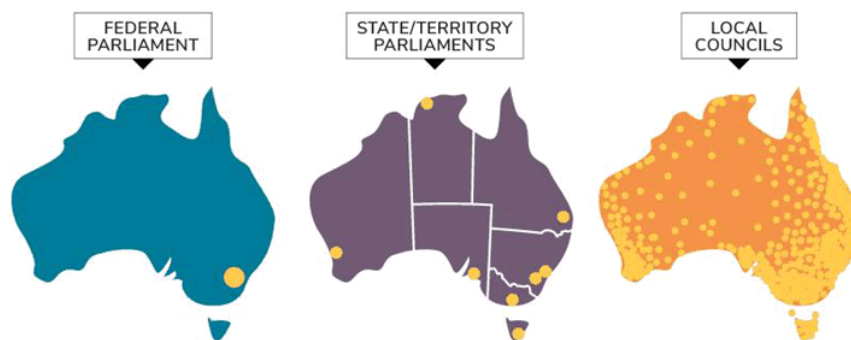 FEDERAL
PARLIAMENT
STATE/TERRITORY
PARLIAMENTS
LOCAL
COUNCILS